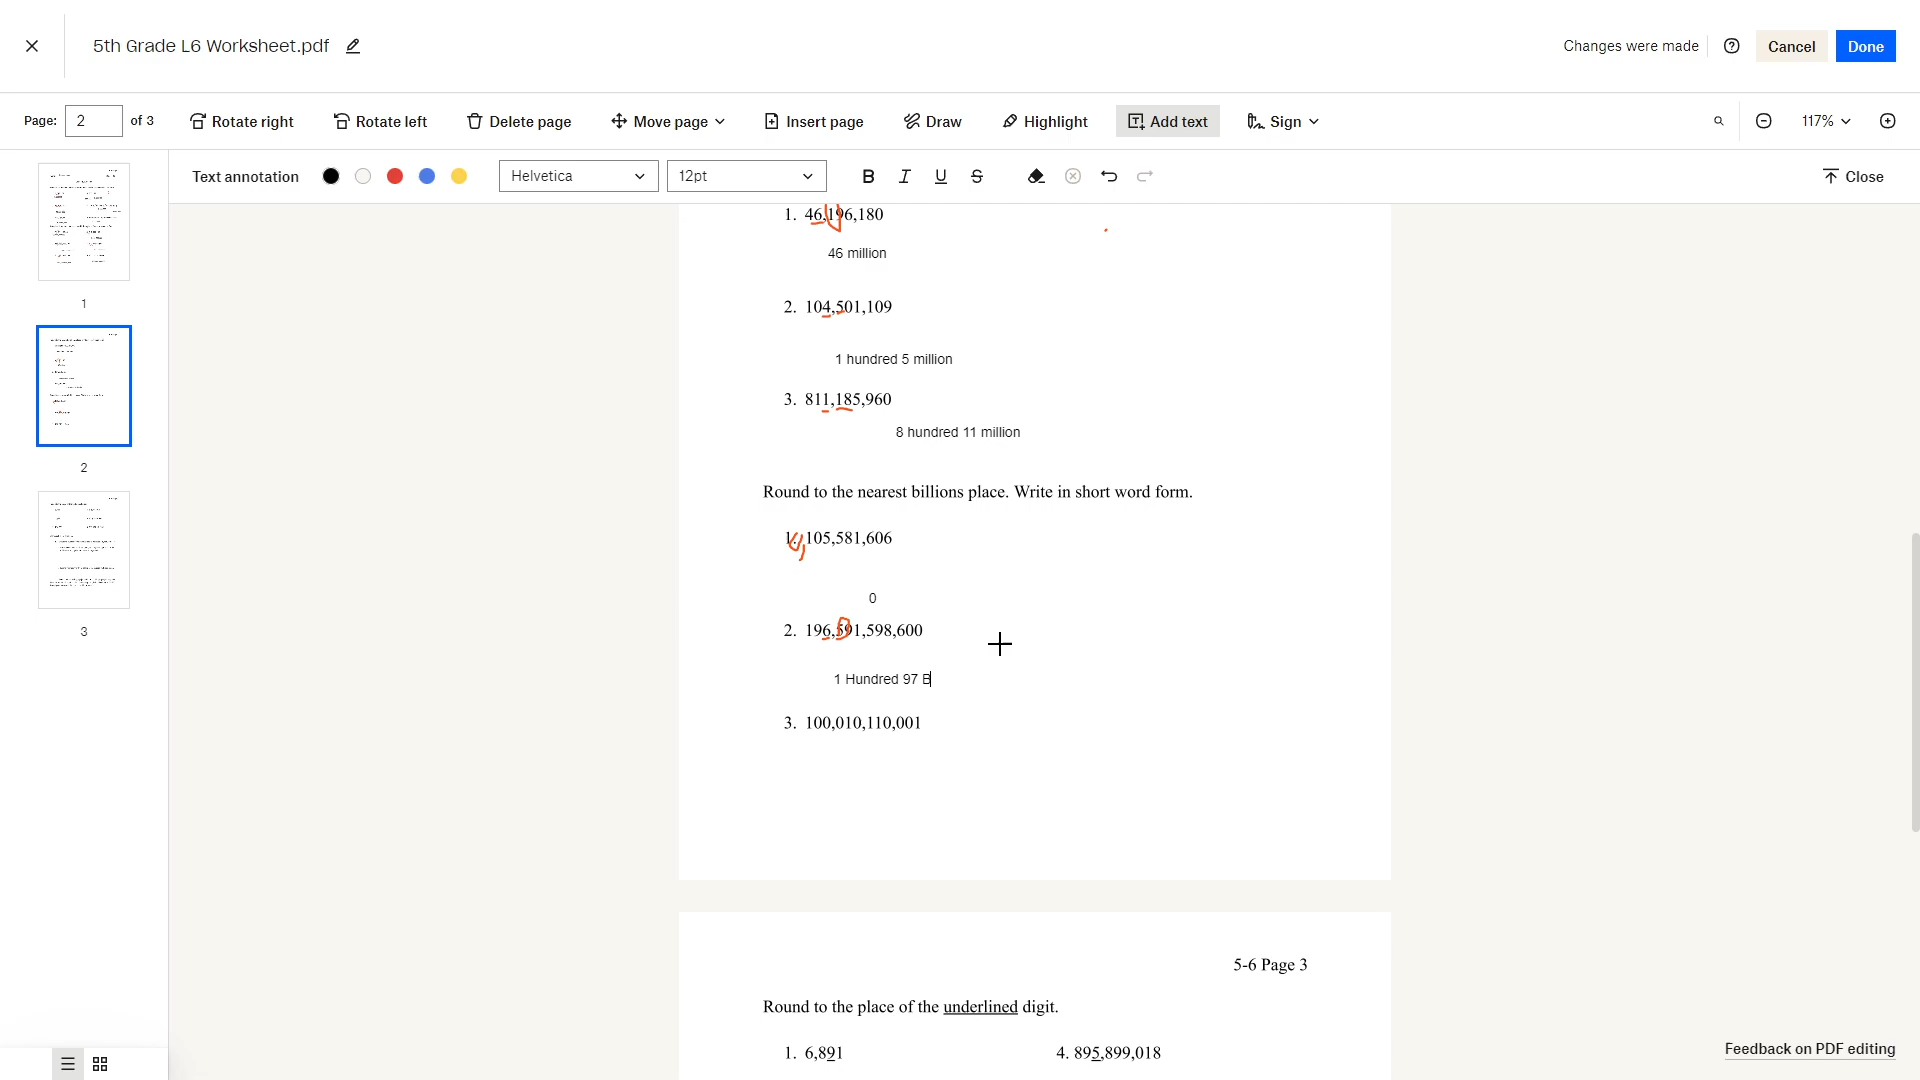 5th Grade L6 Worksheet.pdf
Changes were made
Cancel
Done
Page: 2 of 3
Rotate right
Rotate left
Delete page
Move page
Insert page
Draw
Highlight
Add text
Sign
117%
Text annotation
Helvetica
12pt
B I U S
Close
1
2
3
1. 46,196,180
46 million
2. 104,501,109
1 hundred 5 million
3. 811,185,960
8 hundred 11 million
Round to the nearest billions place. Write in short word form.
1. 105,581,606
0
2. 196,591,598,600
1 Hundred 97 B
3. 100,010,110,001
5-6 Page 3
Round to the place of the underlined digit.
1. 6,891
4. 895,899,018
Feedback on PDF editing